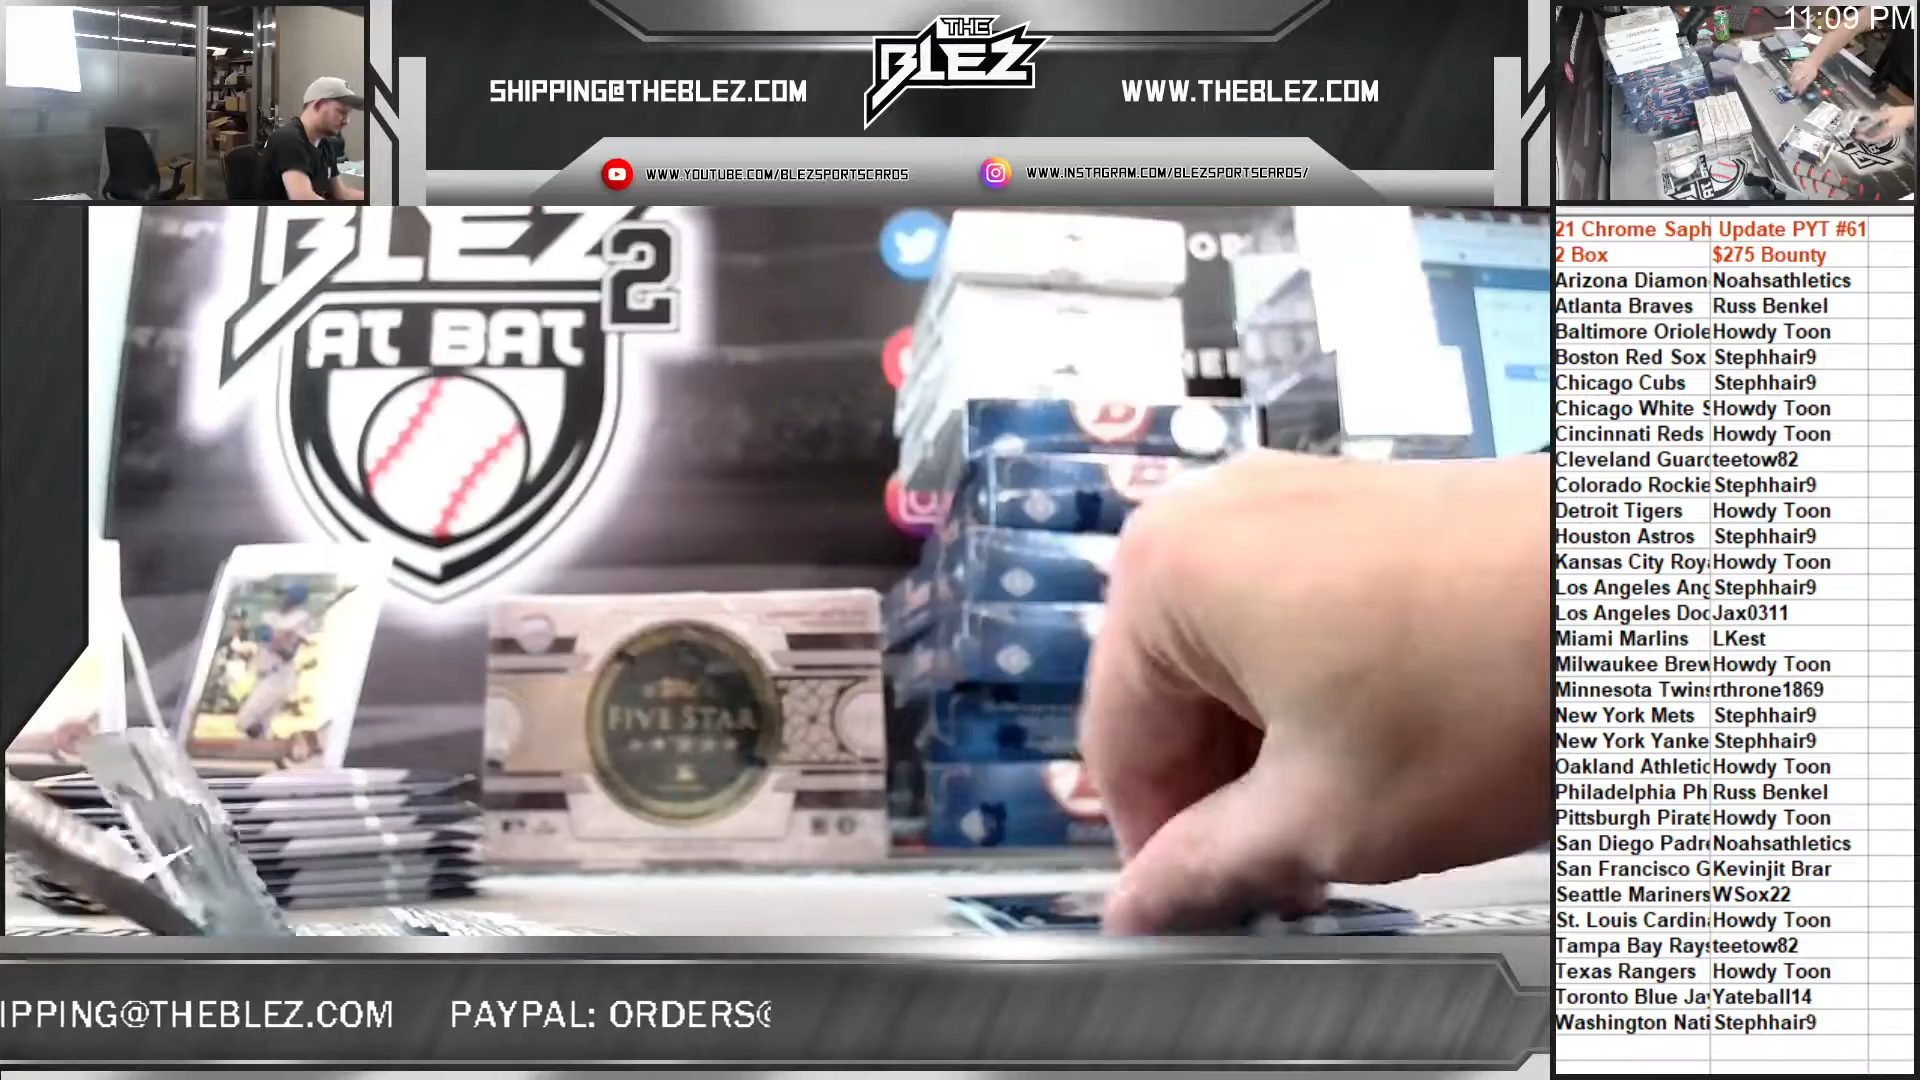 11:09 PM
THE
BLEZ
SHIPPING@THEBLEZ.COM
WWW.THEBLEZ.COM
WWW.YOUTUBE.COM/BLEZSPORTSCARDS
WWW.INSTAGRAM.COM/BLEZSPORTSCARDS/
BLEZ
2
AT BAT
FIVE STAR
21 Chrome Saph Update PYT #61
2 Box $275 Bounty
Arizona Diamon Noahsathletics
Atlanta Braves Russ Benkel
Baltimore Oriole Howdy Toon
Boston Red Sox Stephhair9
Chicago Cubs Stephhair9
Chicago White S Howdy Toon
Cincinnati Reds Howdy Toon
Cleveland Guard teetow82
Colorado Rockie Stephhair9
Detroit Tigers Howdy Toon
Houston Astros Stephhair9
Kansas City Roy Howdy Toon
Los Angeles Ang Stephhair9
Los Angeles Dod Jax0311
Miami Marlins LKest
Milwaukee Brew Howdy Toon
Minnesota Twins rthrone1869
New York Mets Stephhair9
New York Yanke Stephhair9
Oakland Athletic Howdy Toon
Philadelphia Ph Russ Benkel
Pittsburgh Pirate Howdy Toon
San Diego Padre Noahsathletics
San Francisco G Kevinjit Brar
Seattle Mariners WSox22
St. Louis Cardin Howdy Toon
Tampa Bay Rays teetow82
Texas Rangers Howdy Toon
Toronto Blue Jay Yateball14
Washington Nati Stephhair9
IPPING@THEBLEZ.COM PAYPAL: ORDERS@